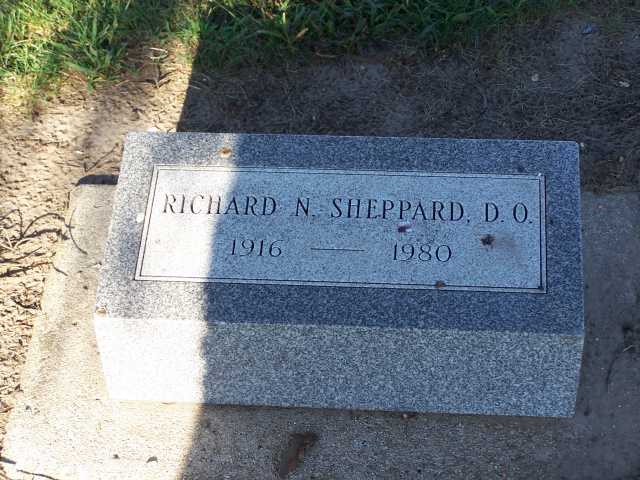 RICHARD N. SHEPPARD, D.O.
1916 — 1980